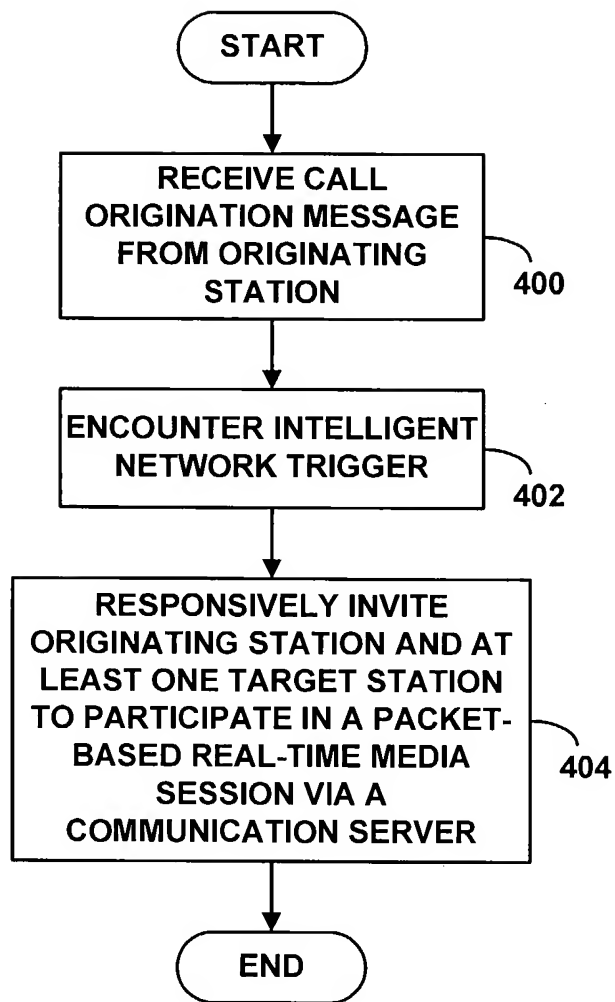 START
RECEIVE CALL
ORIGINATION MESSAGE
FROM ORIGINATING
STATION
400
ENCOUNTER INTELLIGENT
NETWORK TRIGGER
402
RESPONSIVELY INVITE
ORIGINATING STATION AND AT
LEAST ONE TARGET STATION
TO PARTICIPATE IN A PACKET-
BASED REAL-TIME MEDIA
SESSION VIA A
COMMUNICATION SERVER
404
END